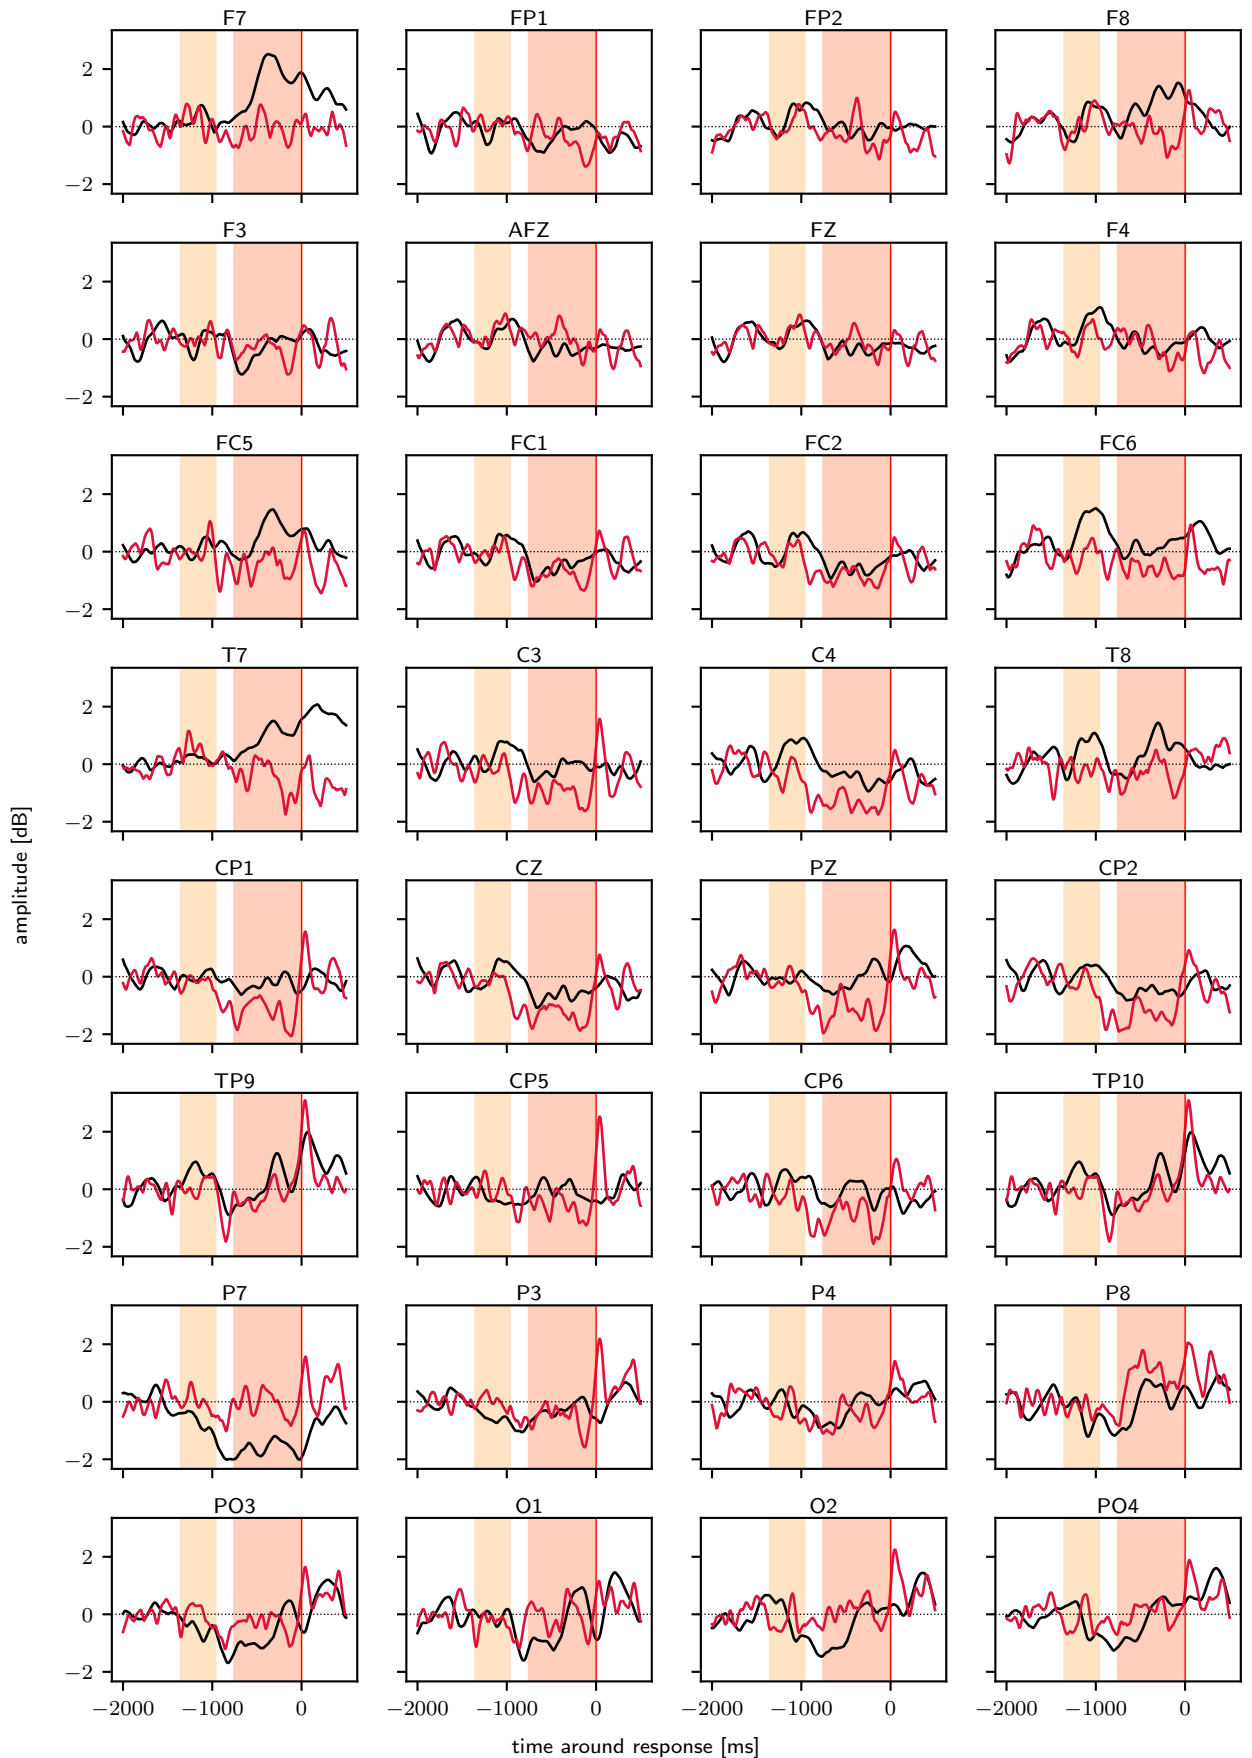 F7 FP1 FP2 F8
2
0
−2
F3 AFZ FZ F4
2
0
−2
FC5 FC1 FC2 FC6
2
0
−2
T7 C3 C4 T8
2
0
−2
amplitude [dB]
CP1 CZ PZ CP2
2
0
−2
TP9 CP5 CP6 TP10
2
0
−2
P7 P3 P4 P8
2
0
−2
PO3 O1 O2 PO4
2
0
−2
−2000 −1000 0 −2000 −1000 0 −2000 −1000 0 −2000 −1000 0
time around response [ms]